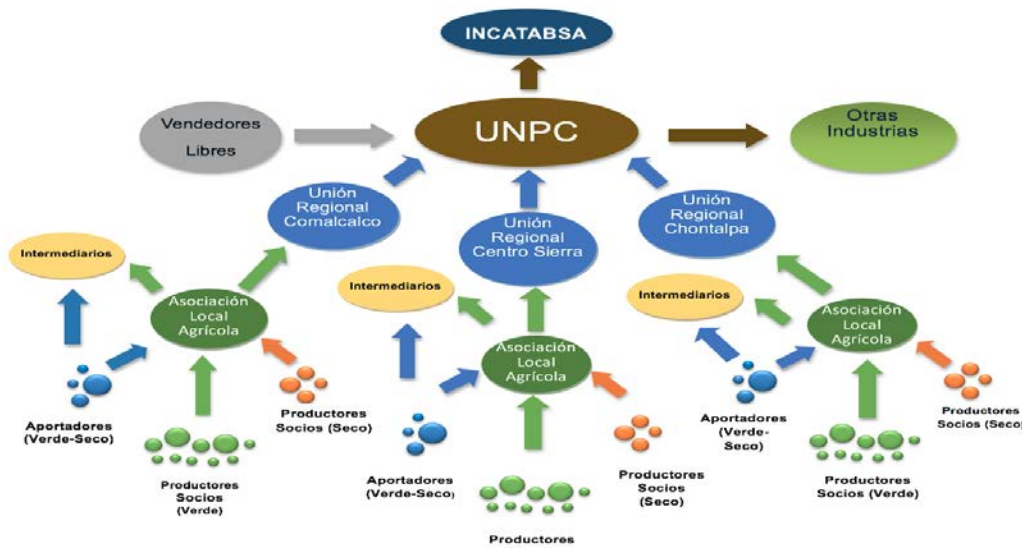 INCATABSA
Vendedores
Libres
UNPC
Otras
Industrias
Unión
Regional
Comalcalco
Unión
Regional
Centro Sierra
Unión
Regional
Chontalpa
Intermediarios
Intermediarios
Intermediarios
Asociación
Local
Agrícola
Asociación
Local
Agrícola
Asociación
Local
Agrícola
Aportadores
(Verde-Seco)
Productores
Socios (Seco)
Productores
Socios
(Verde)
Aportadores
(Verde-Seco)
Productores
Socios
(Seco)
Productores
Aportadores
(Verde-
Seco)
Productores
Socios (Seco)
Productores
Socios (Verde)